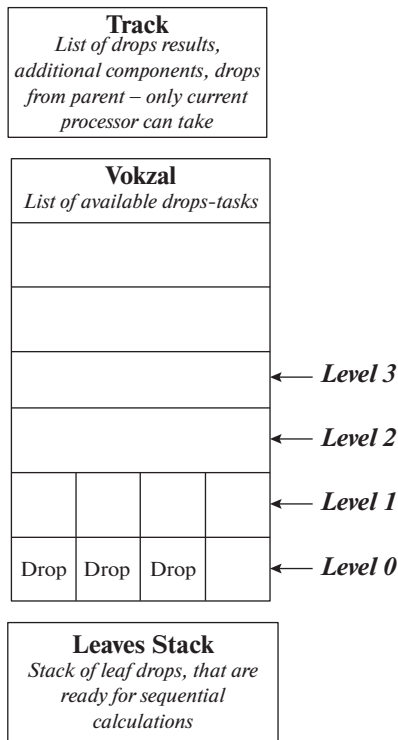 Track
List of drops results,
additional components, drops
from parent – only current
processor can take
Vokzal
List of available drops-tasks
Level 3
Level 2
Level 1
Drop Drop Drop
Level 0
Leaves Stack
Stack of leaf drops, that are
ready for sequential
calculations